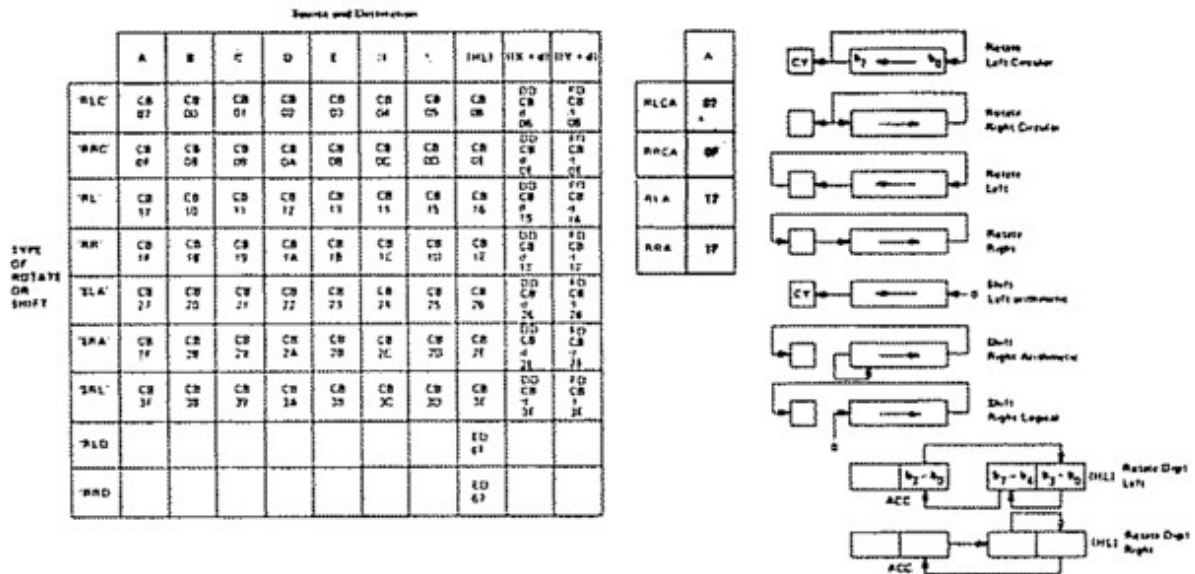 Source and Destination
A B C D E H L (HL) (IX + d) (IY + d)
'RLC' CB 07 CB 00 CB 01 CB 02 CB 03 CB 04 CB 05 CB 06 DD CB d 06 FD CB d 06
'RRC' CB 0F CB 08 CB 09 CB 0A CB 0B CB 0C CB 0D CB 0E DD CB d 0E FD CB d 0E
'RL' CB 17 CB 10 CB 11 CB 12 CB 13 CB 14 CB 15 CB 16 DD CB d FD CB d
'RR' CB 1F CB 18 CB 19 CB 1A CB 1B CB 1C CB 1D CB DD CB d FD CB d
'SLA' CB 27 CB 20 CB 21 CB 22 CB 23 CB 24 CB 25 CB 26 DD CB d 26 FD CB d 26
'SRA' CB 2F CB 28 CB 29 CB 2A CB 2B CB 2C CB 2D CB 2E DD CB d 2E FD CB d 2E
'SRL' CB 3F CB 38 CB 39 CB 3A CB 3B CB 3C CB 3D CB 3E DD CB d FD CB d
'RLD ED
'RRD ED 67
TYPE
OF
ROTATE
OR
SHIFT
A
RLCA 07
RRCA 0F
RLA 17
RRA 1F
CY b7 b0 Rotate
Left Circular
Rotate
Right Circular
Rotate
Left
Rotate
Right
CY 0 Shift
Left arithmetic
Shift
Right Arithmetic
0 Shift
Right Logical
b3 - b0 b7 - b4 b3 - b0 (HL) Rotate Digit
Left
ACC
(HL) Rotate Digit
Right
ACC